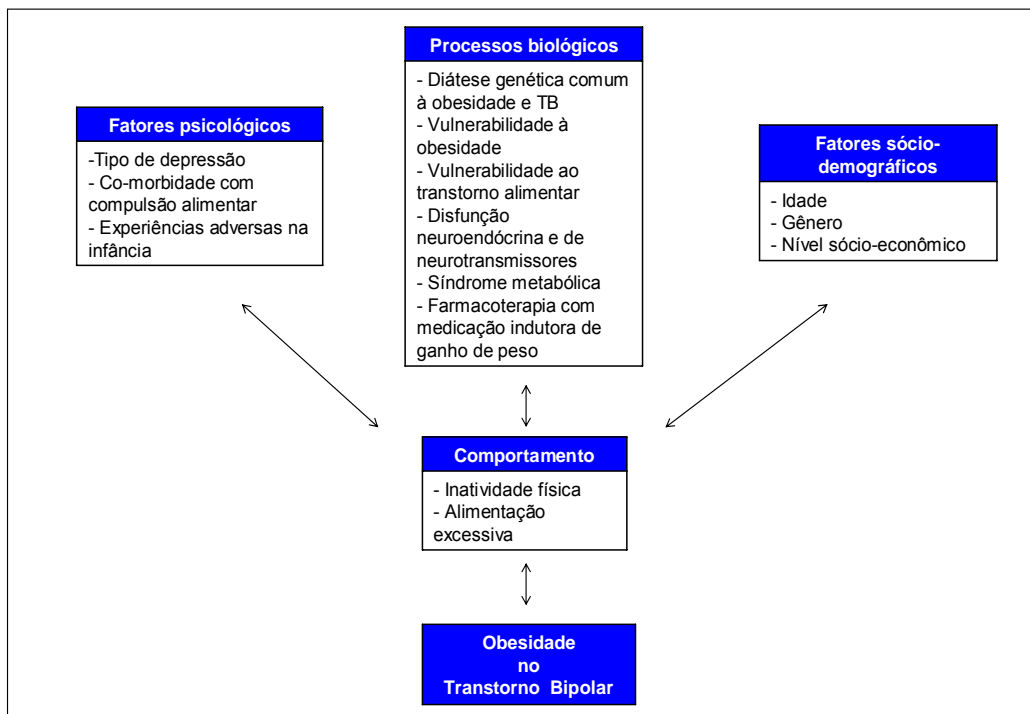 Processos biológicos
- Diátese genética comum
à obesidade e TB
- Vulnerabilidade à
obesidade
- Vulnerabilidade ao
transtorno alimentar
- Disfunção
neuroendócrina e de
neurotransmissores
- Síndrome metabólica
- Farmacoterapia com
medicação indutora de
ganho de peso
Fatores psicológicos
-Tipo de depressão
- Co-morbidade com
compulsão alimentar
- Experiências adversas na
infância
Fatores sócio-
demográficos
- Idade
- Gênero
- Nível sócio-econômico
Comportamento
- Inatividade física
- Alimentação
excessiva
Obesidade
no
Transtorno Bipolar